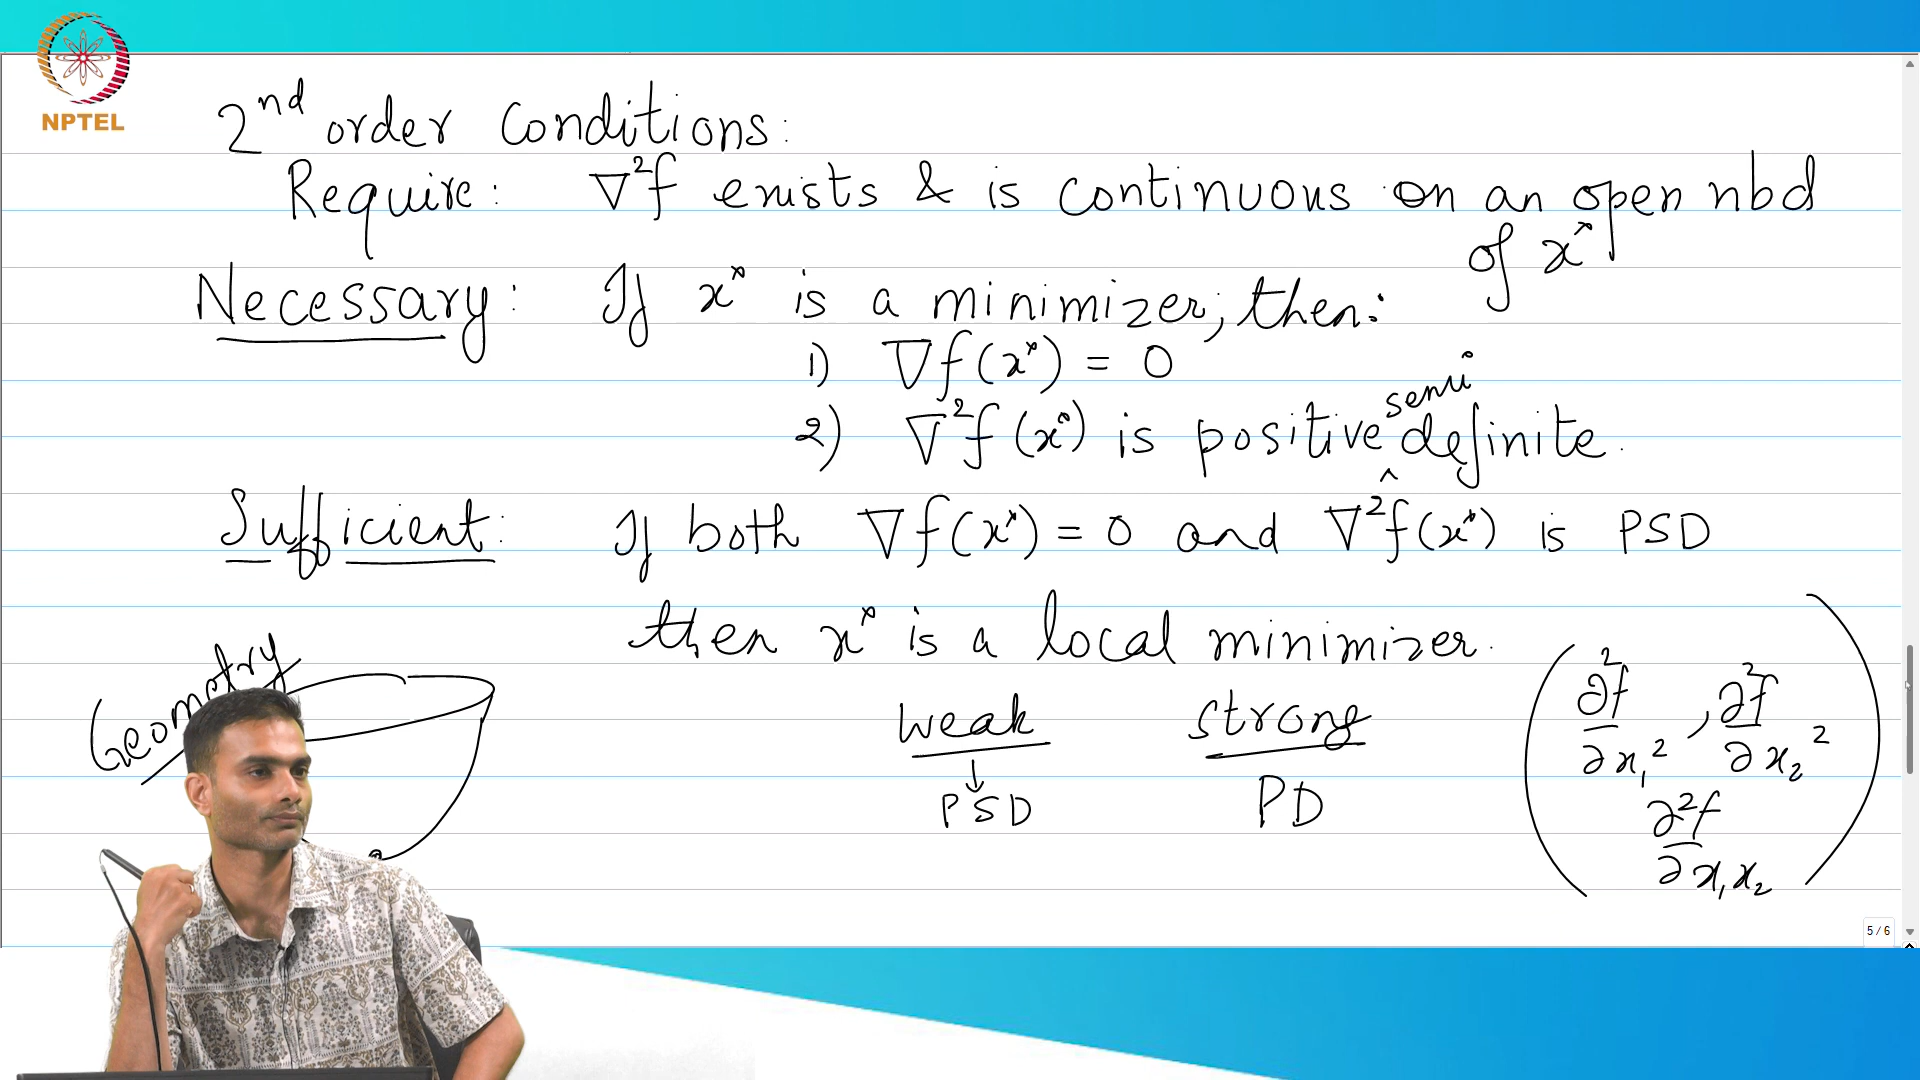 NPTEL
2nd order conditions:
Require: ∇²f exists & is continuous on an open nbd
of x*
Necessary: If x* is a minimizer, then:
1) ∇f(x*) = 0
2) ∇²f(x*) is positive semi definite.
Sufficient: If both ∇f(x*) = 0 and ∇²f(x*) is PSD
then x* is a local minimizer.
Geometry
weak strong
↓
PSD PD
∂²f/∂x₁², ∂²f/∂x₂²
∂²f/∂x₁x₂
5 / 6